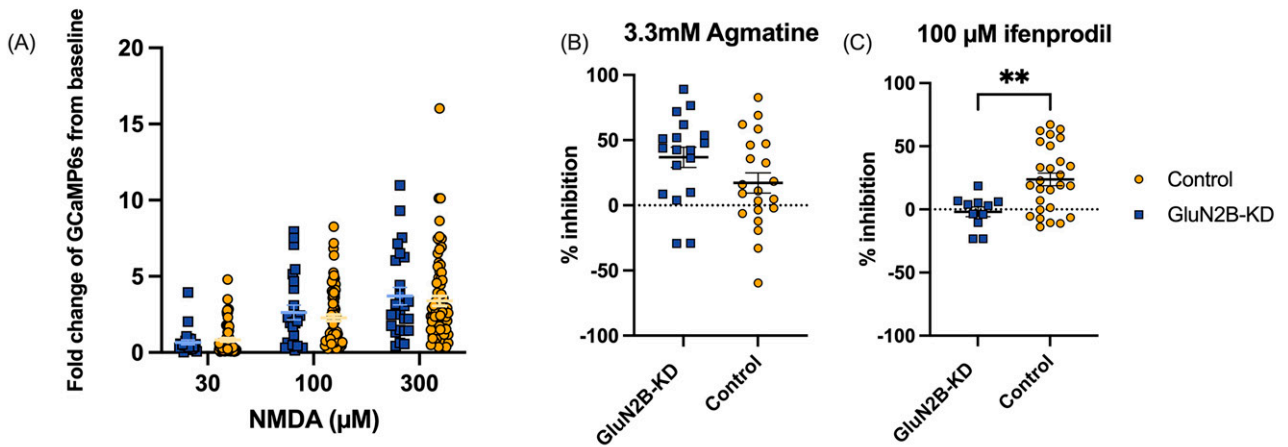 (A)
Fold change of GCaMP6s from baseline
20
15
10
5
0
30
100
300
NMDA (µM)
(B)
3.3mM Agmatine
% inhibition
100
50
0
-50
-100
GluN2B-KD
Control
(C)
100 µM ifenprodil
**
% inbition
100
50
0
-50
-100
GluN2B-KD
Control
Control
GluN2B-KD